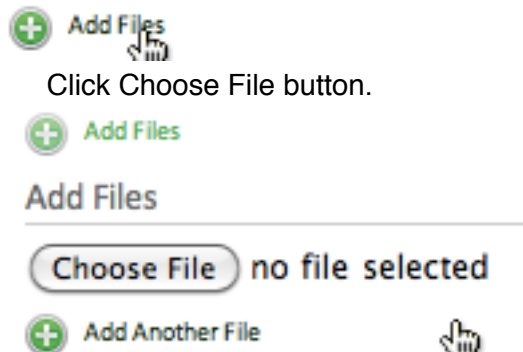 Add Files
Click Choose File button.
Add Files
Add Files
Choose File no file selected
Add Another File